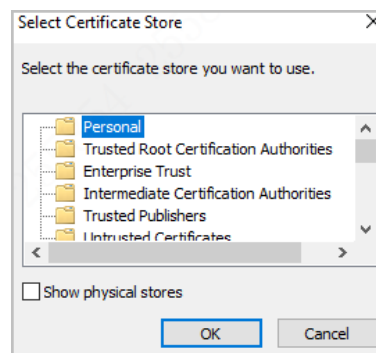 Select Certificate Store
Select the certificate store you want to use.
Personal
Trusted Root Certification Authorities
Enterprise Trust
Intermediate Certification Authorities
Trusted Publishers
Untrusted Certificates
Show physical stores
OK
Cancel